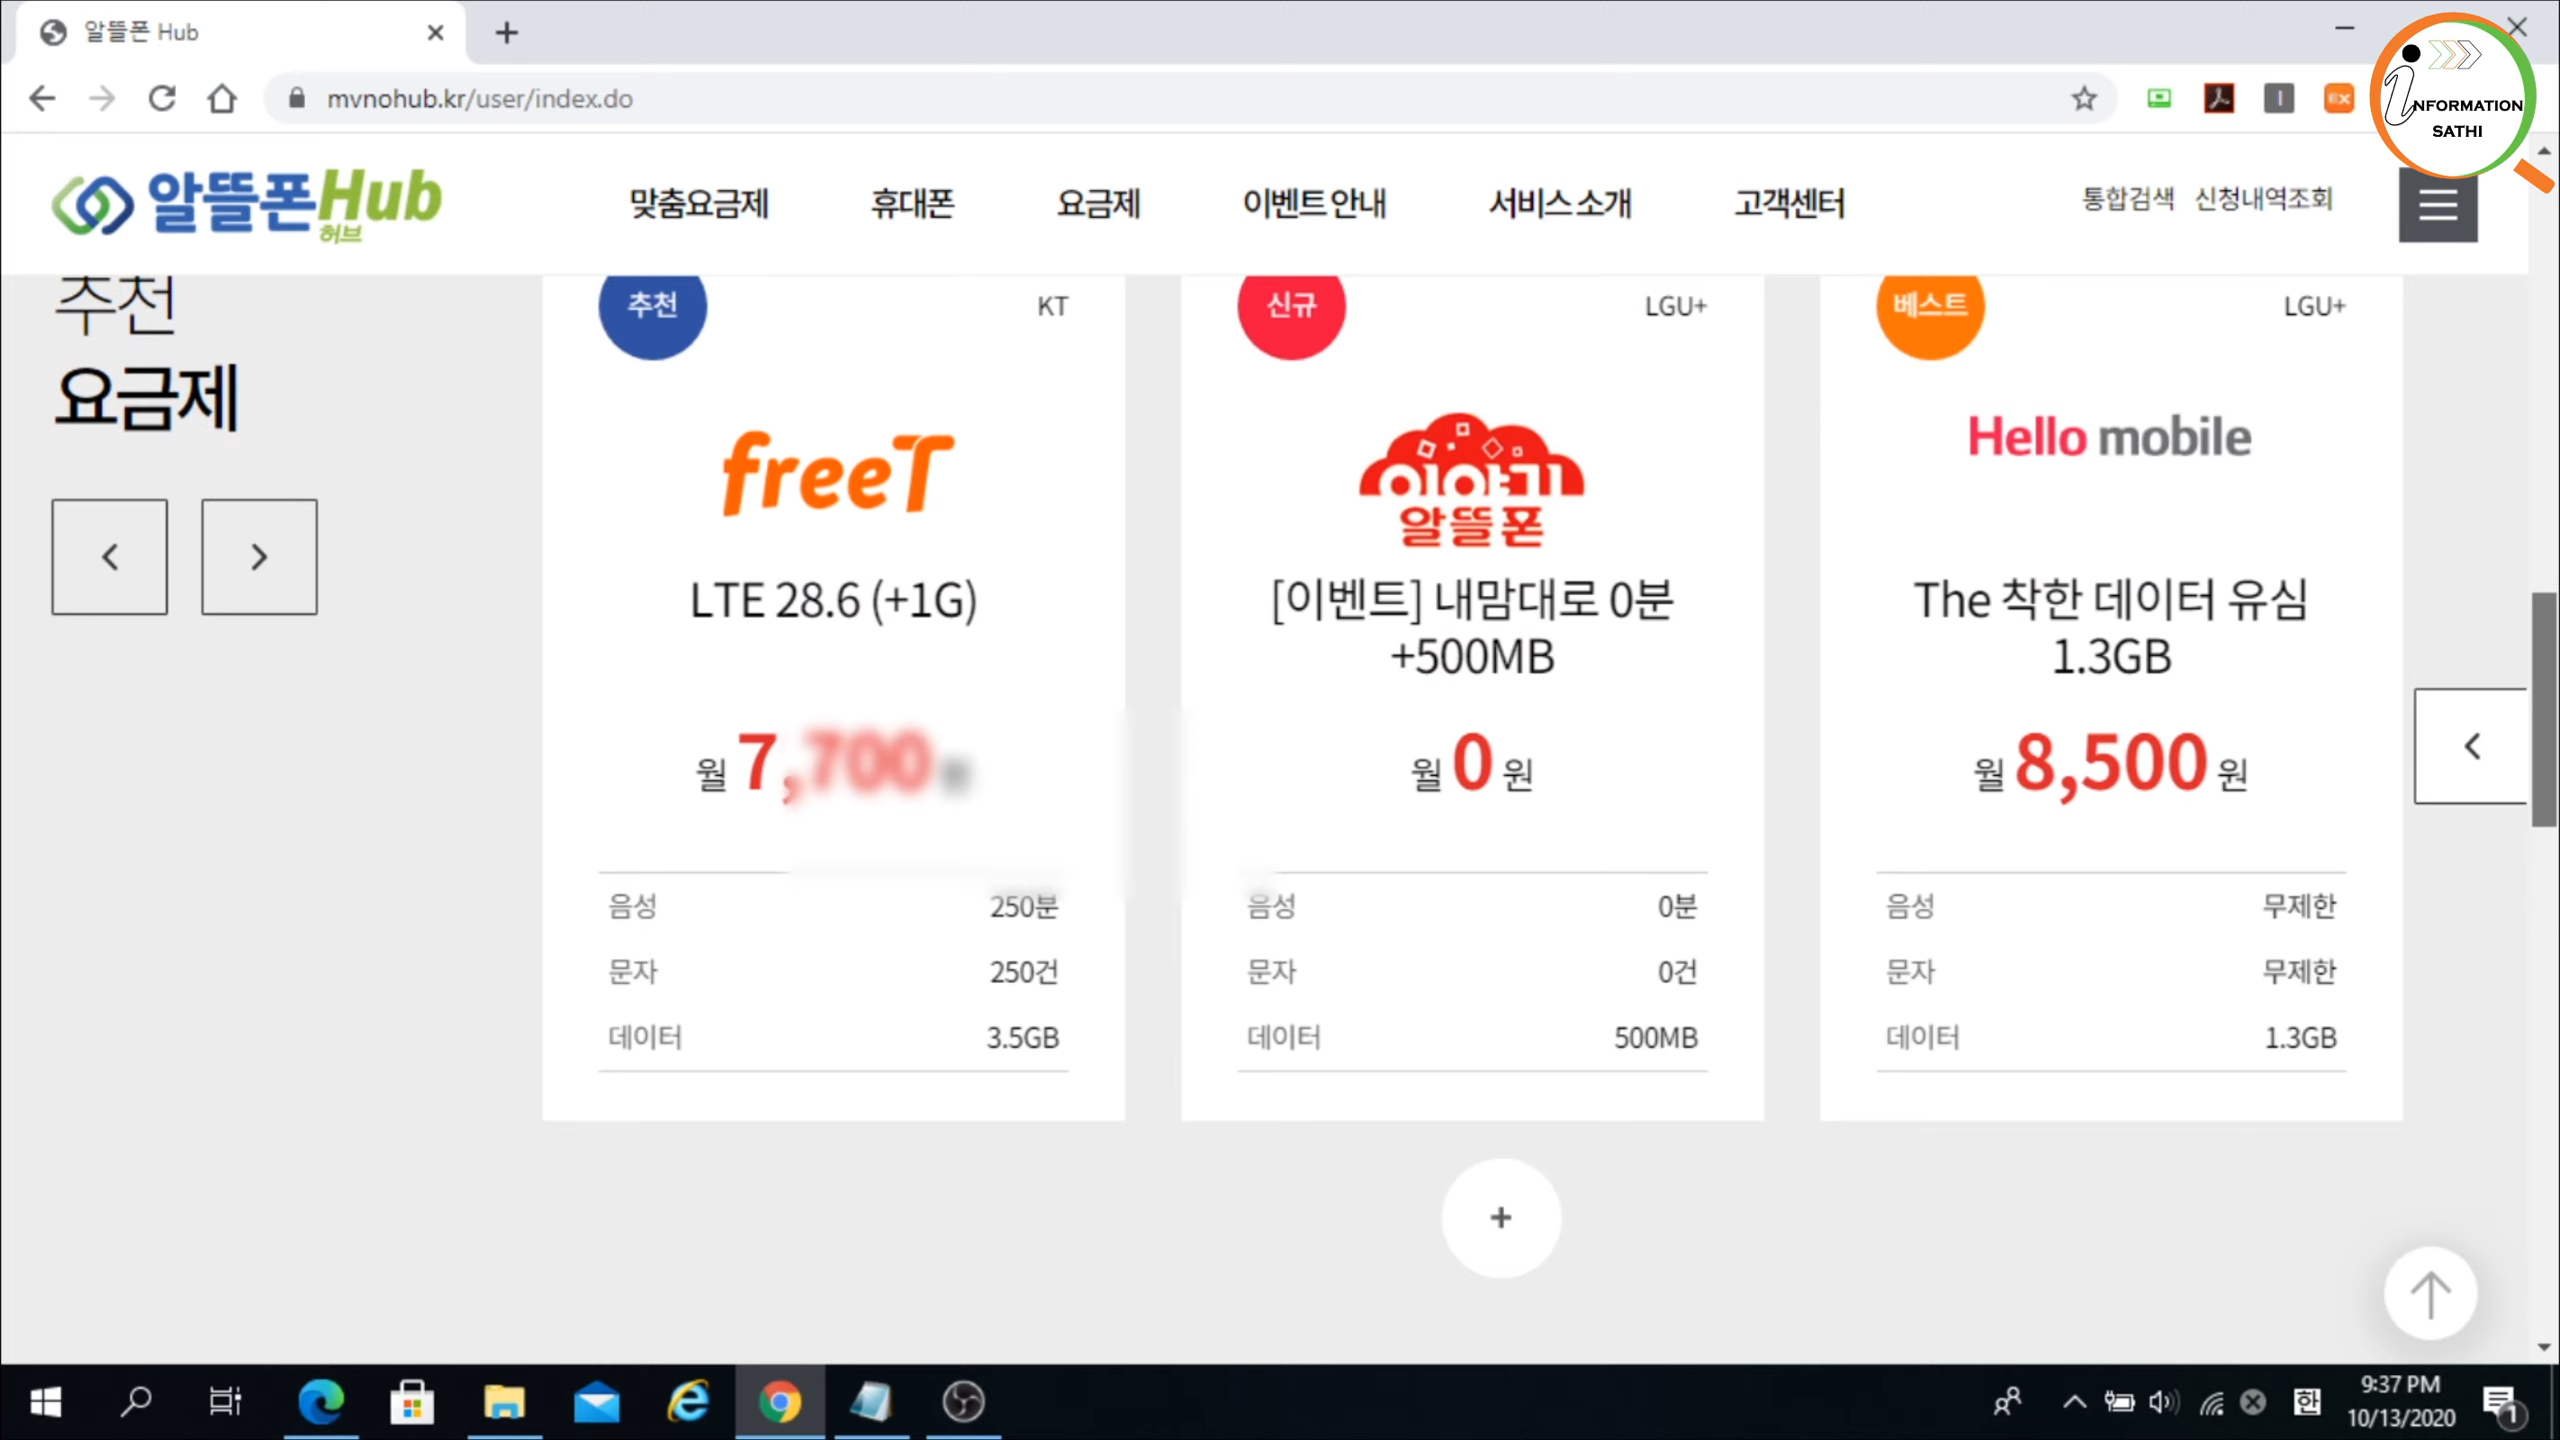 알뜰폰 Hub
mvnohub.kr/user/index.do
INFORMATION
SATHI
알뜰폰Hub
허브
맞춤요금제 휴대폰 요금제 이벤트 안내 서비스 소개 고객센터
통합검색 신청내역조회
추천
요금제
추천 KT
freeT
LTE 28.6 (+1G)
월 7,700
음성 250분
문자 250건
데이터 3.5GB
신규 LGU+
이야기
알뜰폰
[이벤트] 내맘대로 0분
+500MB
월 0 원
음성 0분
문자 0건
데이터 500MB
베스트 LGU+
Hello mobile
The 착한 데이터 유심
1.3GB
월 8,500 원
음성 무제한
문자 무제한
데이터 1.3GB
한
9:37 PM
10/13/2020
1